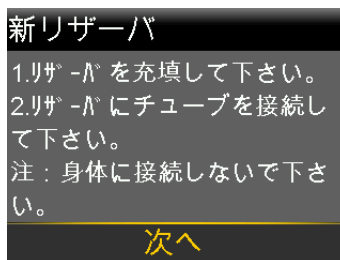 新リザーバ
1.ﾘｻﾞｰﾊﾞを充填して下さい。
2.ﾘｻﾞｰﾊﾞにチューブを接続し
て下さい。
注：身体に接続しないで下さ
い。
次へ